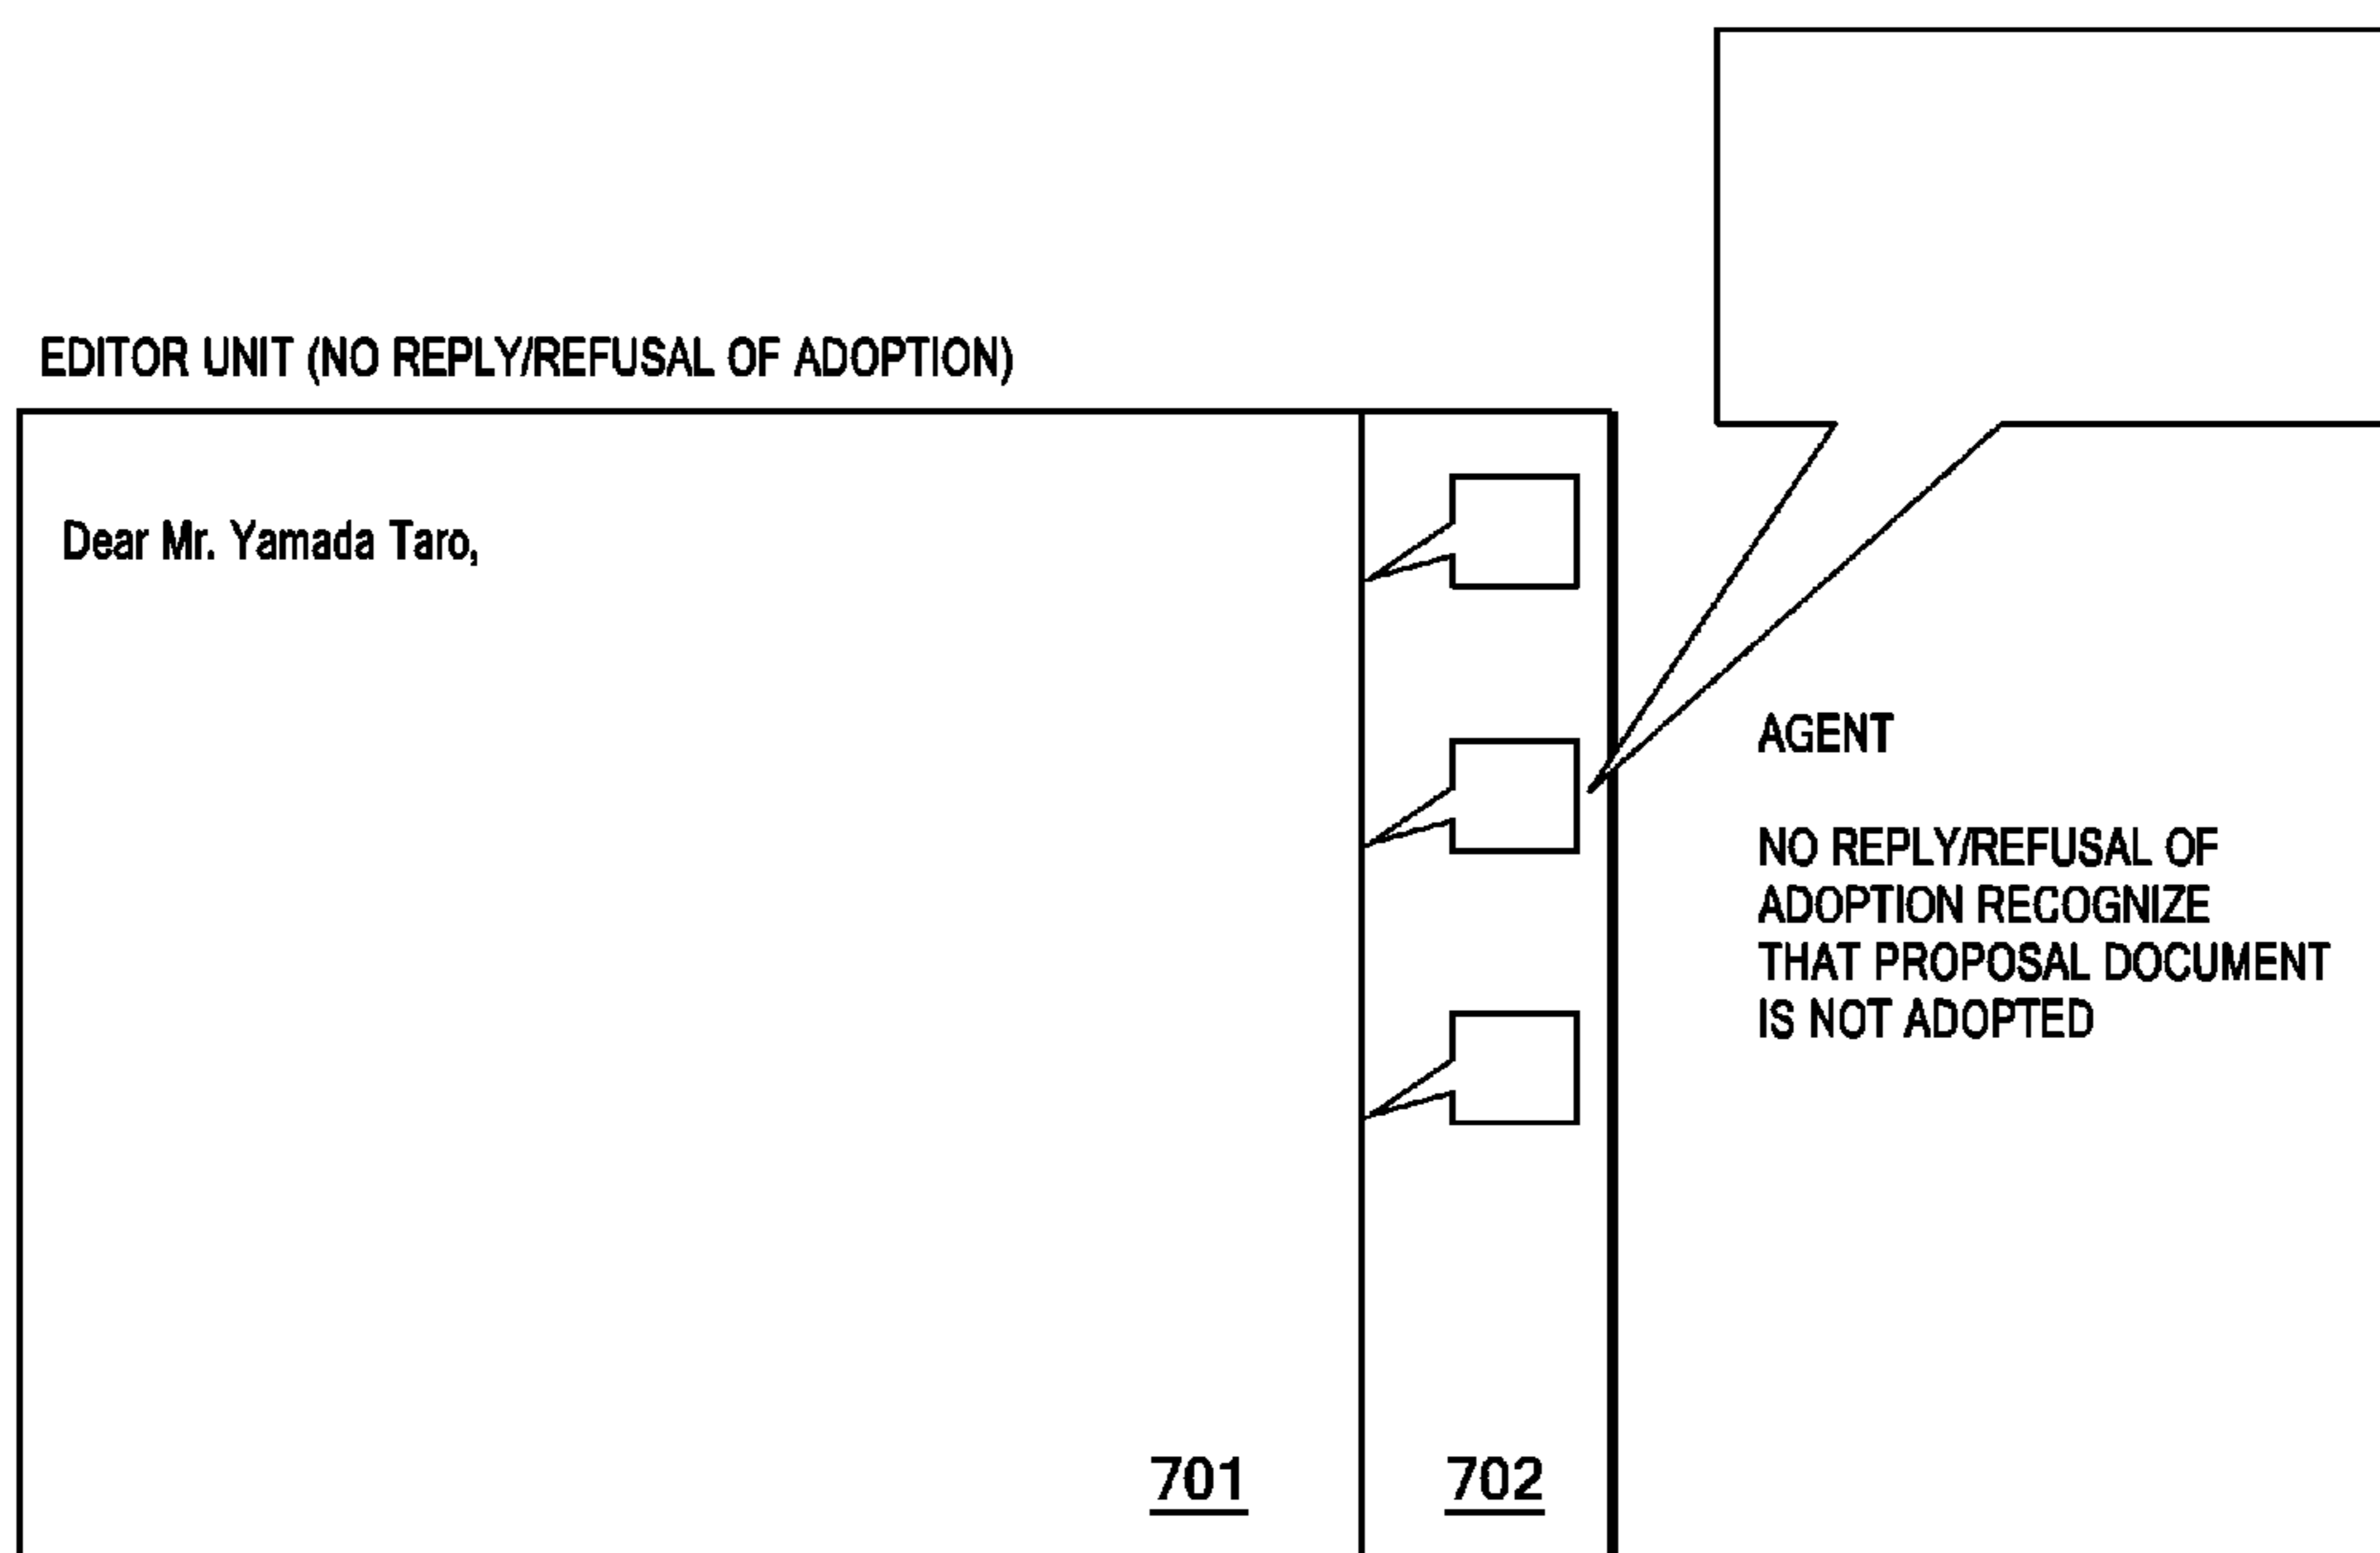 EDITOR UNIT (NO REPLY/REFUSAL OF ADOPTION)
Dear Mr. Yamada Taro,
AGENT
NO REPLY/REFUSAL OF
ADOPTION RECOGNIZE
THAT PROPOSAL DOCUMENT
IS NOT ADOPTED
701
702